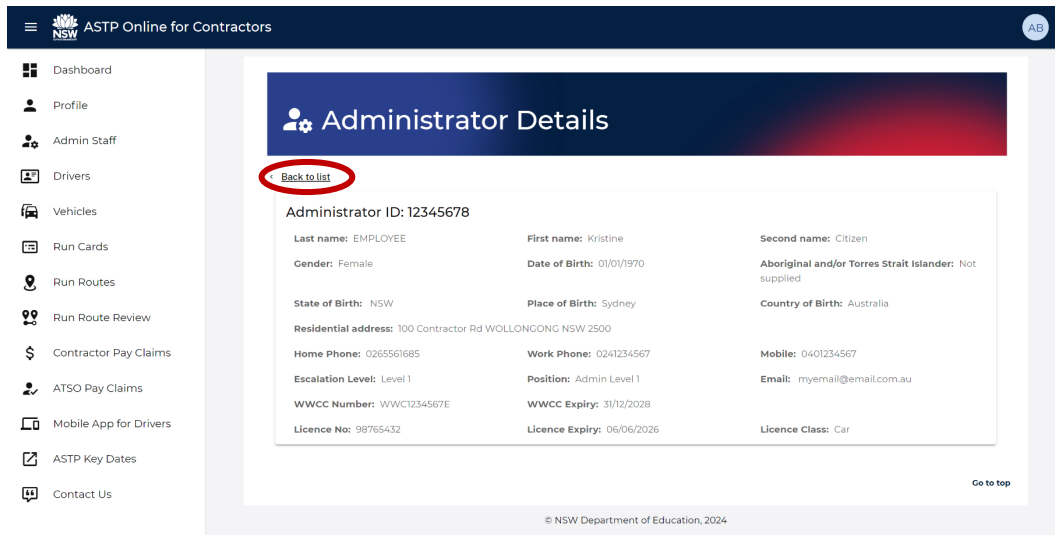 ASTP Online for Contractors
NSW
AB
Dashboard
Profile
Admin Staff
Drivers
Vehicles
Run Cards
Run Routes
Run Route Review
Contractor Pay Claims
ATSO Pay Claims
Mobile App for Drivers
ASTP Key Dates
Contact Us
Administrator Details
‹ Back to list
Administrator ID: 12345678
Last name: EMPLOYEE First name: Kristine Second name: Citizen
Gender: Female Date of Birth: 01/01/1970 Aboriginal and/or Torres Strait Islander: Not
supplied
State of Birth: NSW Place of Birth: Sydney Country of Birth: Australia
Residential address: 100 Contractor Rd WOLLONGONG NSW 2500
Home Phone: 0265561685 Work Phone: 0241234567 Mobile: 0401234567
Escalation Level: Level 1 Position: Admin Level 1 Email: myemail@email.com.au
WWCC Number: WWC1234567E WWCC Expiry: 31/12/2028
Licence No: 98765432 Licence Expiry: 06/06/2026 Licence Class: Car
Go to top
© NSW Department of Education, 2024